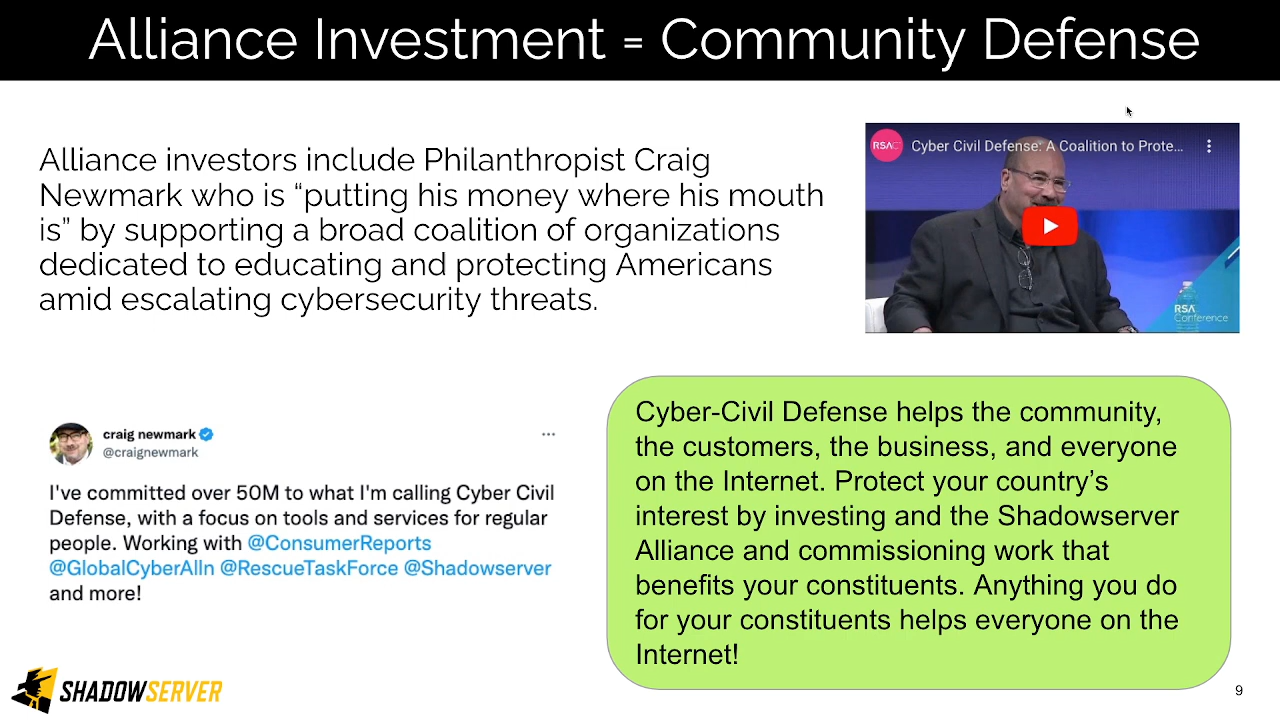 Alliance Investment = Community Defense
Alliance investors include Philanthropist Craig
Newmark who is “putting his money where his mouth
is” by supporting a broad coalition of organizations
dedicated to educating and protecting Americans
amid escalating cybersecurity threats.
RSAC
Cyber Civil Defense: A Coalition to Prote...
RSA
Conference
craig newmark
@craignewmark
I've committed over 50M to what I'm calling Cyber Civil
Defense, with a focus on tools and services for regular
people. Working with @ConsumerReports
@GlobalCyberAlln @RescueTaskForce @Shadowserver
and more!
Cyber-Civil Defense helps the community,
the customers, the business, and everyone
on the Internet. Protect your country’s
interest by investing and the Shadowserver
Alliance and commissioning work that
benefits your constituents. Anything you do
for your constituents helps everyone on the
Internet!
SHADOWSERVER
9